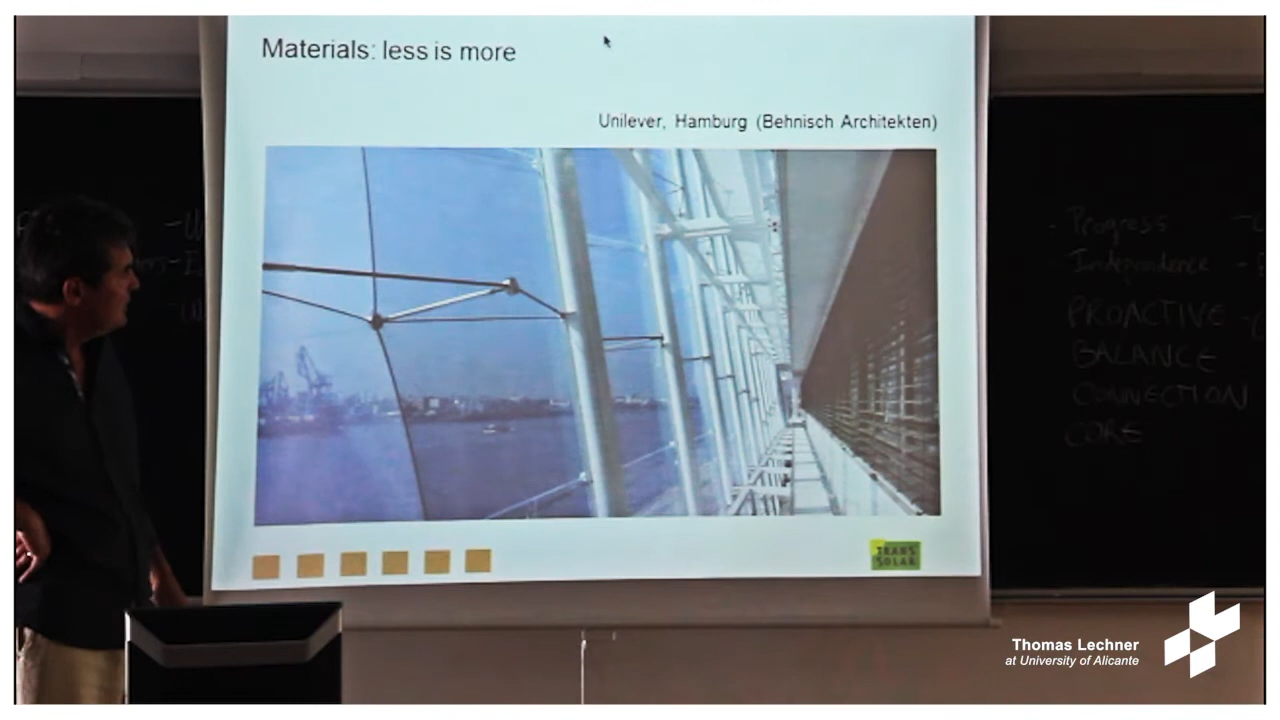 Materials: less is more
Unilever, Hamburg (Behnisch Architekten)
- Progress
Independence -
PROACTIVE -
BALANCE
CONNECTION
CORE
TRANS
SOLAR
Thomas Lechner
at University of Alicante